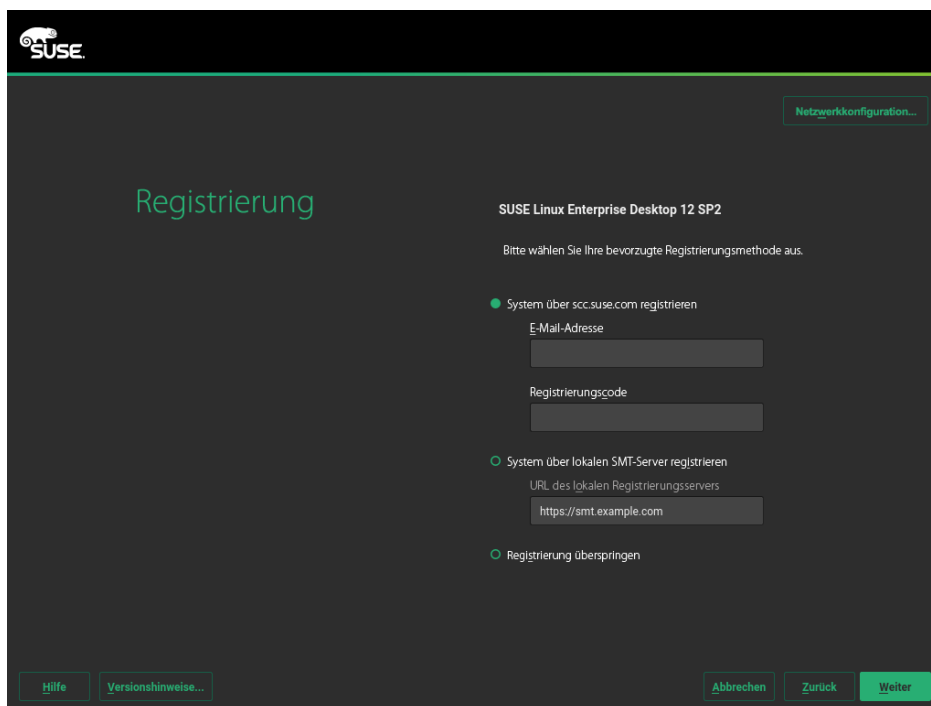 SUSE.
Netzwerkkonfiguration...
Registrierung
SUSE Linux Enterprise Desktop 12 SP2
Bitte wählen Sie Ihre bevorzugte Registrierungsmethode aus.
System über scc.suse.com registrieren
E-Mail-Adresse
Registrierungscode
System über lokalen SMT-Server registrieren
URL des lokalen Registrierungsservers
https://smt.example.com
Registrierung überspringen
Hilfe Versionshinweise... Abbrechen Zurück Weiter